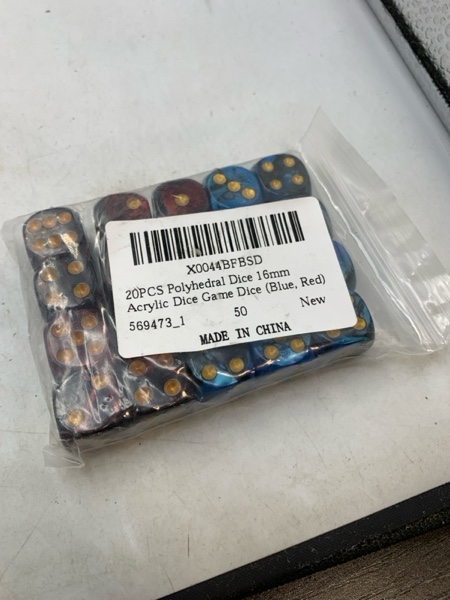 X0044BFBSD
20PCS Polyhedral Dice 16mm
Acrylic Dice Game Dice (Blue, Red)
569473_1 50 New
MADE IN CHINA